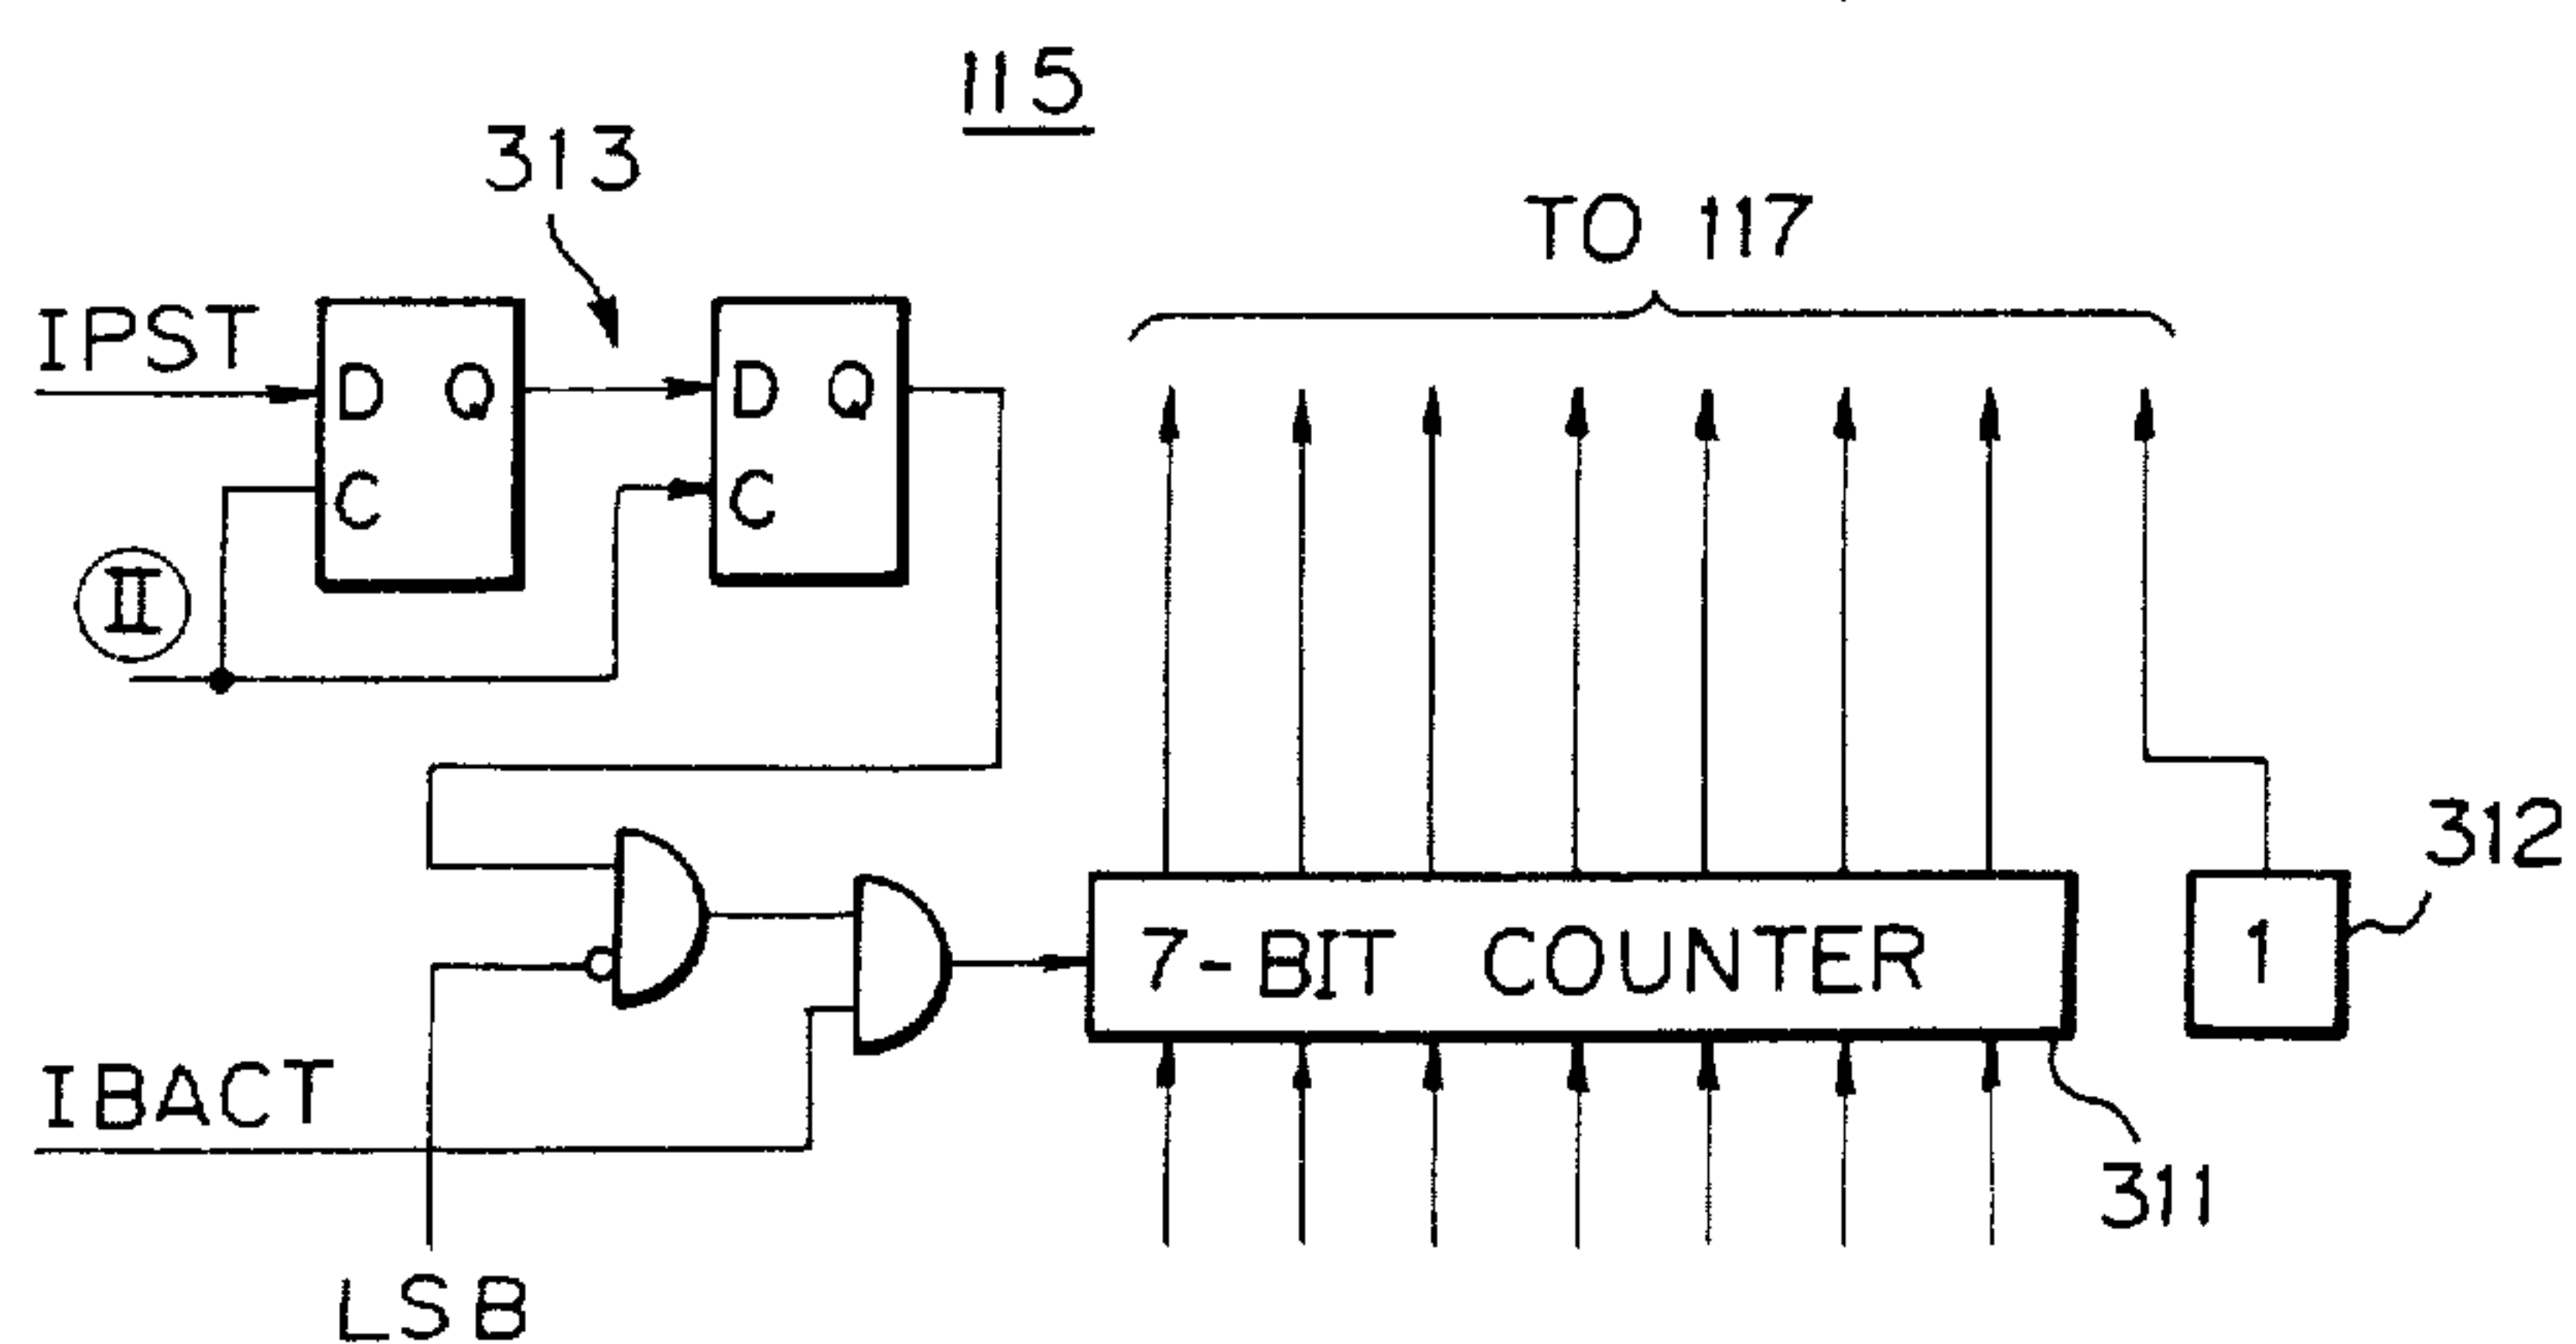 115
313
TO 117
IPST
D Q
C
D Q
C
II
312
7-BIT COUNTER
1
IBACT
311
LSB